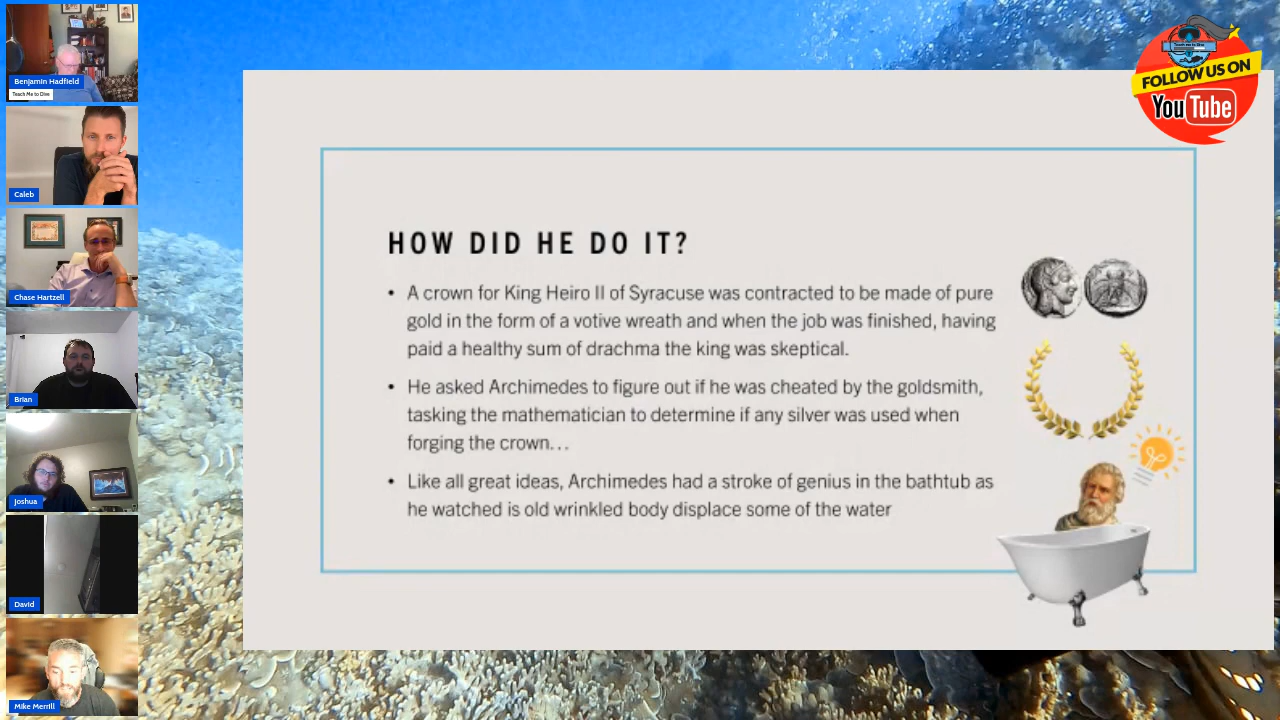 Benjamin Hadfield
Teach Me to Dive
Caleb
Chase Hartzell
Brian
Joshua
David
Mike Merrill
HOW DID HE DO IT?
• A crown for King Heiro II of Syracuse was contracted to be made of pure
gold in the form of a votive wreath and when the job was finished, having
paid a healthy sum of drachma the king was skeptical.
• He asked Archimedes to figure out if he was cheated by the goldsmith,
tasking the mathematician to determine if any silver was used when
forging the crown...
• Like all great ideas, Archimedes had a stroke of genius in the bathtub as
he watched is old wrinkled body displace some of the water
Teach me to Dive
FOLLOW US ON
YouTube